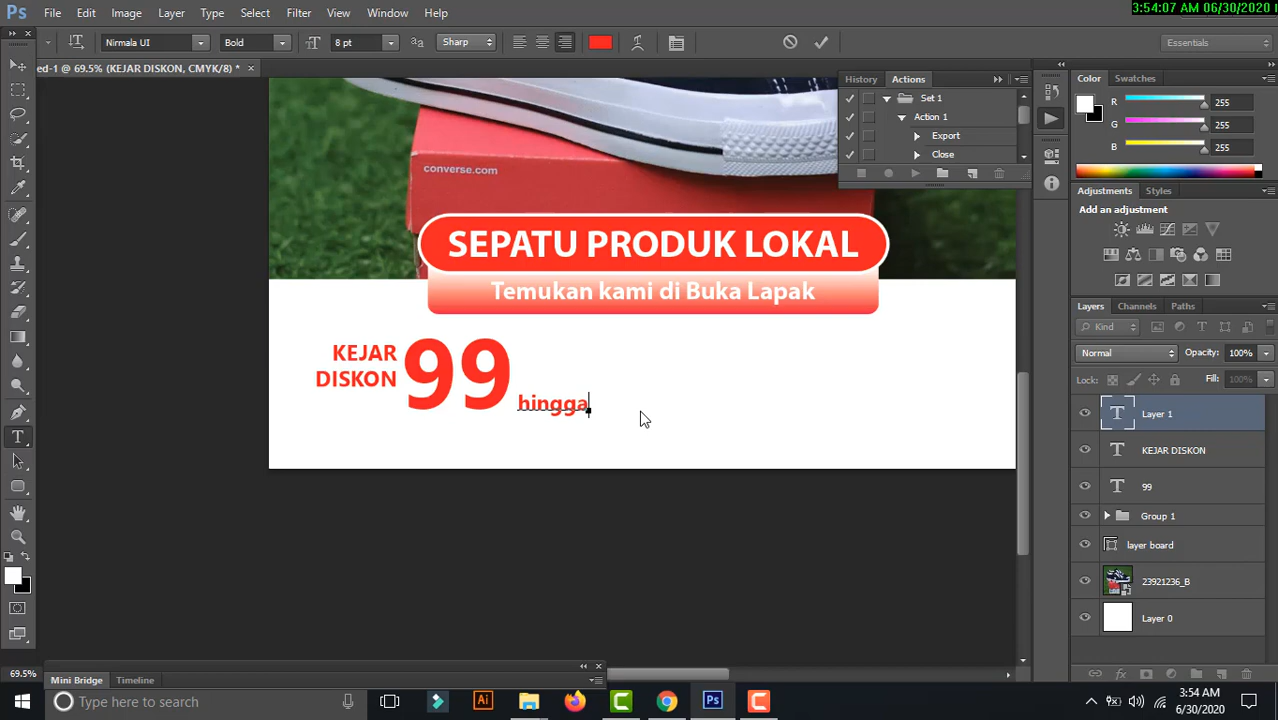 3:54:07 AM 06/30/2020
Ps File Edit Image Layer Type Select Filter 3D View Window Help
T Nirmala UI Bold 8 pt aa Sharp Essentials
ed-1 @ 69.5% (KEJAR DISKON, CMYK/8) * ×
History Actions
Set 1
Action 1
Export
Close
Color Swatches
R 255
G 255
B 255
Adjustments Styles
Add an adjustment
converse.com
SEPATU PRODUK LOKAL
Temukan kami di Buka Lapak
KEJAR
DISKON
99
hingga
Layers Channels Paths
Kind
Normal Opacity: 100%
Lock: Fill: 100%
T Layer 1
T KEJAR DISKON
T 99
Group 1
layer board
23921236_B
Layer 0
69.5%
Mini Bridge Timeline
Type here to search
Ai
Ps
C
3:54 AM
6/30/2020